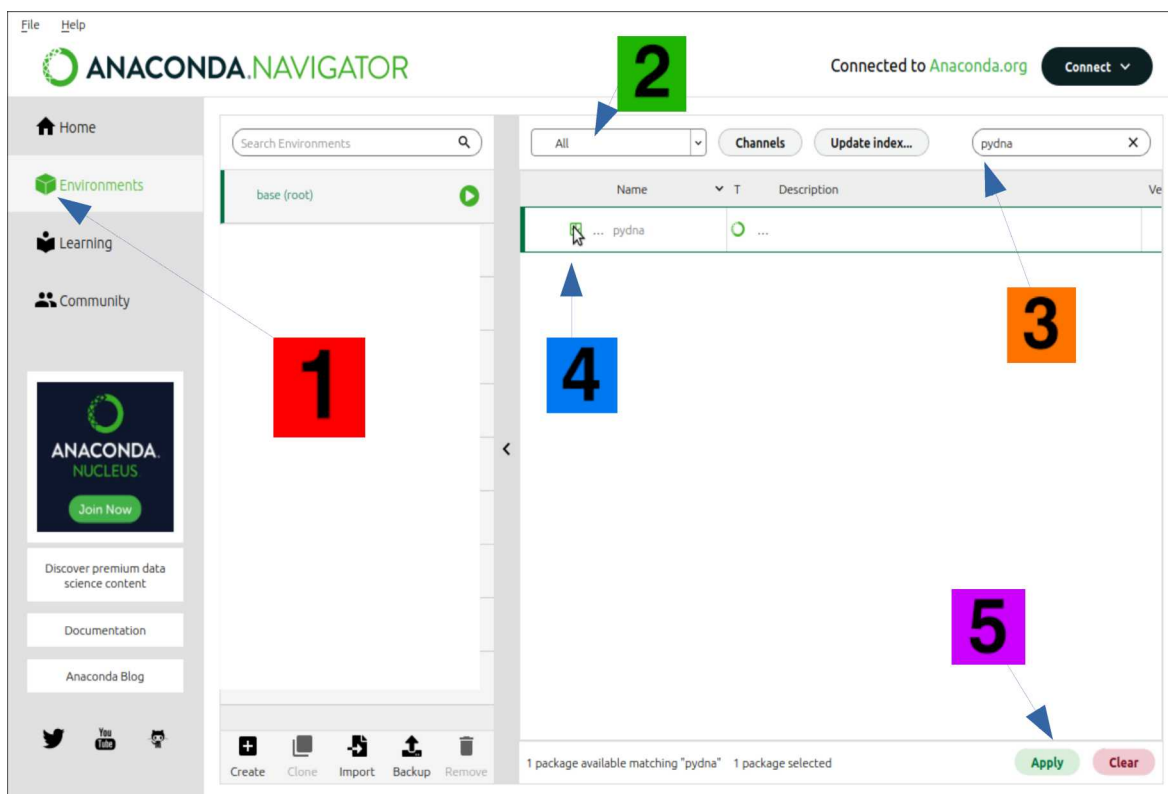 File Help
ANACONDA.NAVIGATOR
Connected to Anaconda.org
Connect
2
Home
Environments
Learning
Community
ANACONDA.
NUCLEUS
Join Now
Discover premium data
science content
Documentation
Anaconda Blog
You
Tube
Search Environments
base (root)
1
Create Clone Import Backup Remove
All Channels Update index... pydna
Name T Description Ve
... pydna ...
3
4
5
1 package available matching "pydna" 1 package selected
Apply Clear